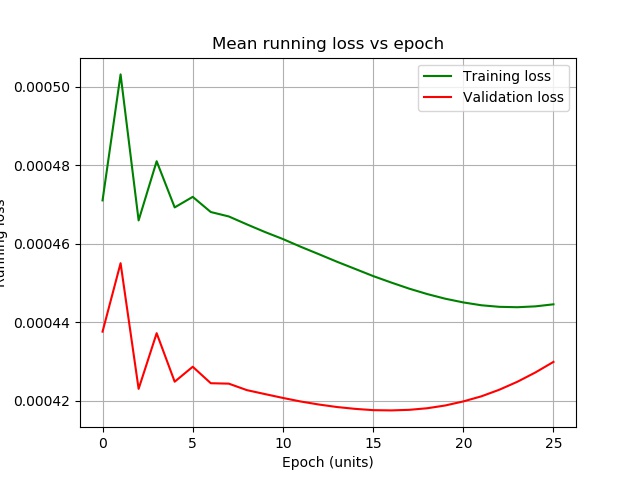 Mean running loss vs epoch
Training loss
Validation loss
0.00050
0.00048
0.00046
0.00044
0.00042
Running loss
0 5 10 15 20 25
Epoch (units)